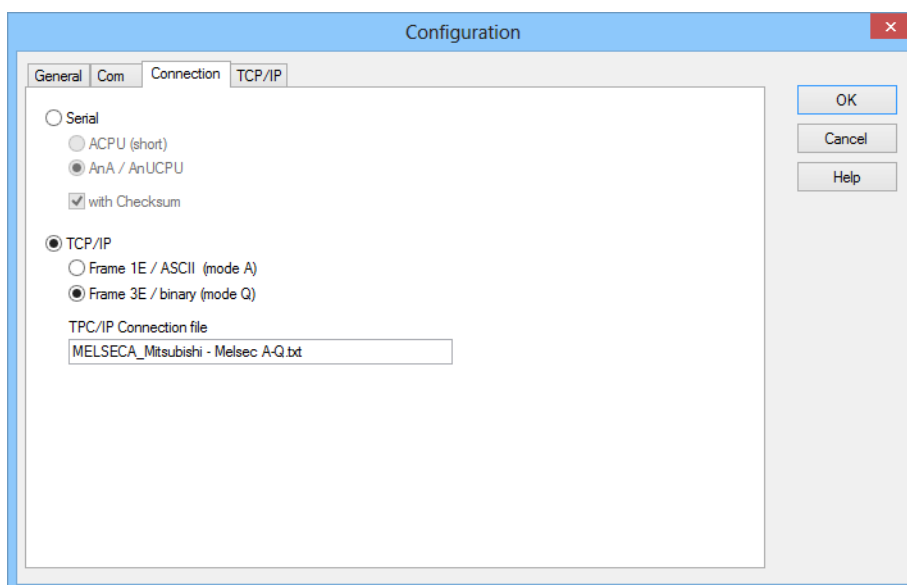 Configuration
General Com Connection TCP/IP
Serial
ACPU (short)
AnA / AnUCPU
with Checksum
TCP/IP
Frame 1E / ASCII (mode A)
Frame 3E / binary (mode Q)
TPC/IP Connection file
MELSECA_Mitsubishi - Melsec A-Q.txt
OK
Cancel
Help